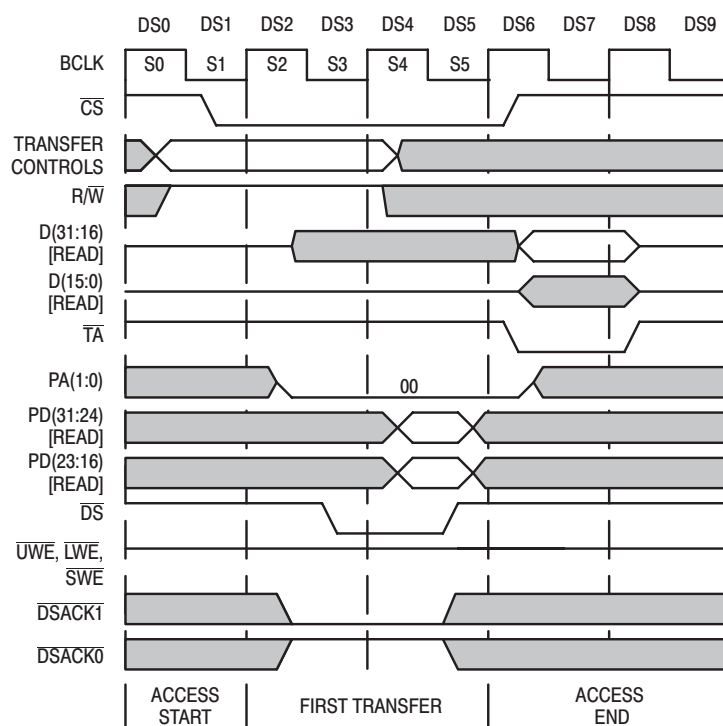 DS0 DS1 DS2 DS3 DS4 DS5 DS6 DS7 DS8 DS9
BCLK S0 S1 S2 S3 S4 S5
CS
TRANSFER
CONTROLS
R/W
D(31:16)
[READ]
D(15:0)
[READ]
TA
PA(1:0) 00
PD(31:24)
[READ]
PD(23:16)
[READ]
DS
UWE, LWE,
SWE
DSACK1
DSACK0
ACCESS
START
FIRST TRANSFER
ACCESS
END